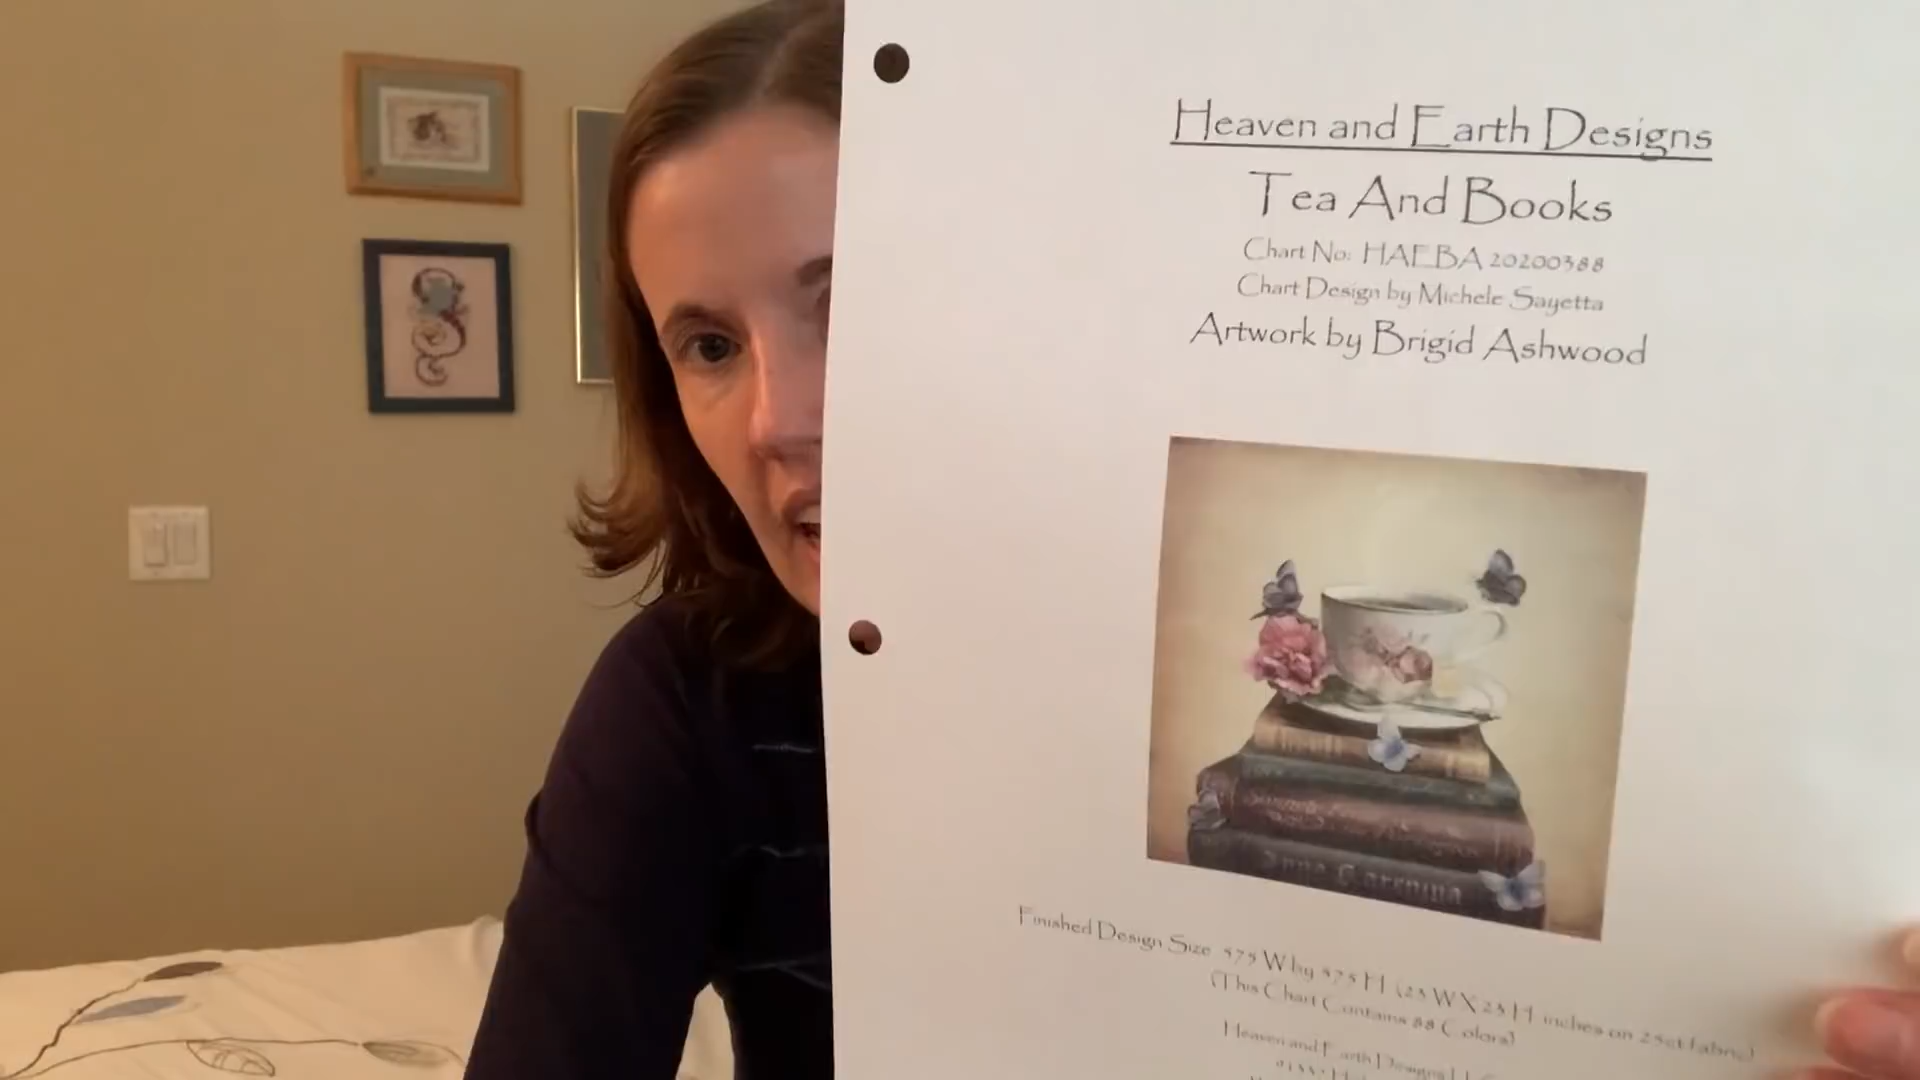 Heaven and Earth Designs
Tea And Books
Chart No: HAEBA 20200388
Chart Design by Michele Sayetta
Artwork by Brigid Ashwood
Anna Karenina
Finished Design Size 575 W by 575 H (23 W X 23 H inches on 25ct fabric)
(This Chart Contains 88 Colors)
Heaven and Earth Designs